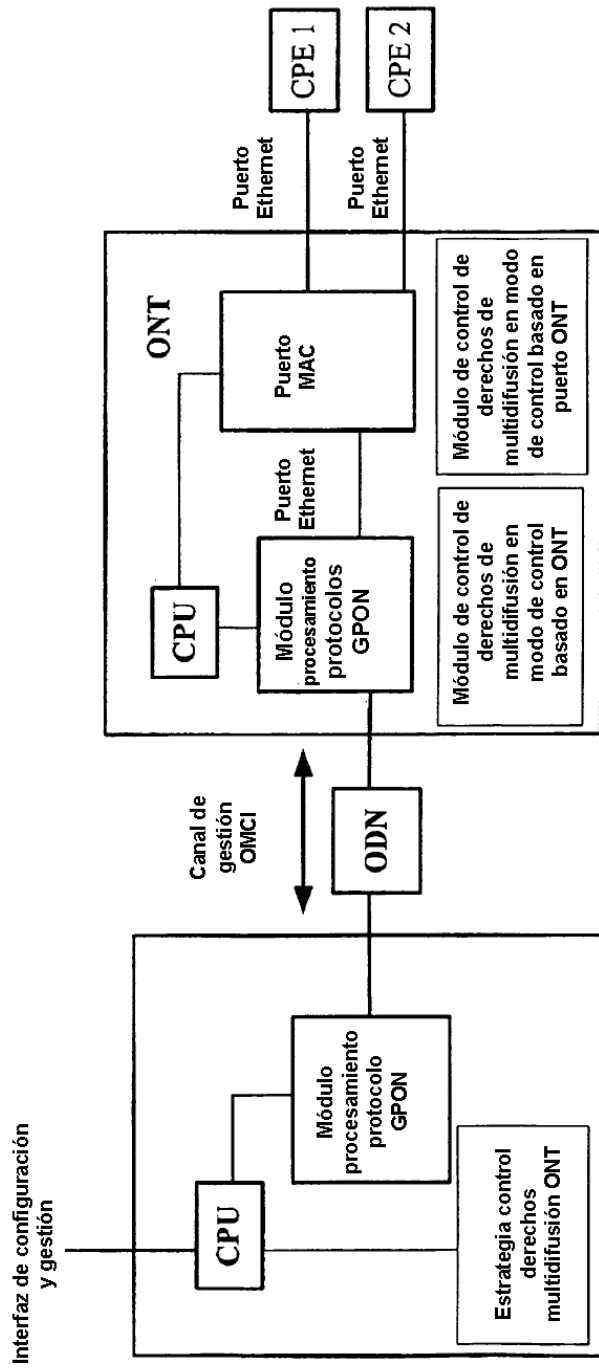 Interfaz de configuración
y gestión
CPU
Módulo
procesamiento
protocolo
GPON
Estrategia control
derechos
multidifusión ONT
Canal de
gestión
OMCI
ODN
ONT
CPU
Módulo
procesamiento
protocolos
GPON
Puerto
Ethernet
Puerto
MAC
Módulo de control de
derechos de
multidifusión en
modo de control
basado en ONT
Módulo de control de
derechos de
multidifusión en modo
de control basado en
puerto ONT
Puerto
Ethernet
Puerto
Ethernet
CPE 1
CPE 2